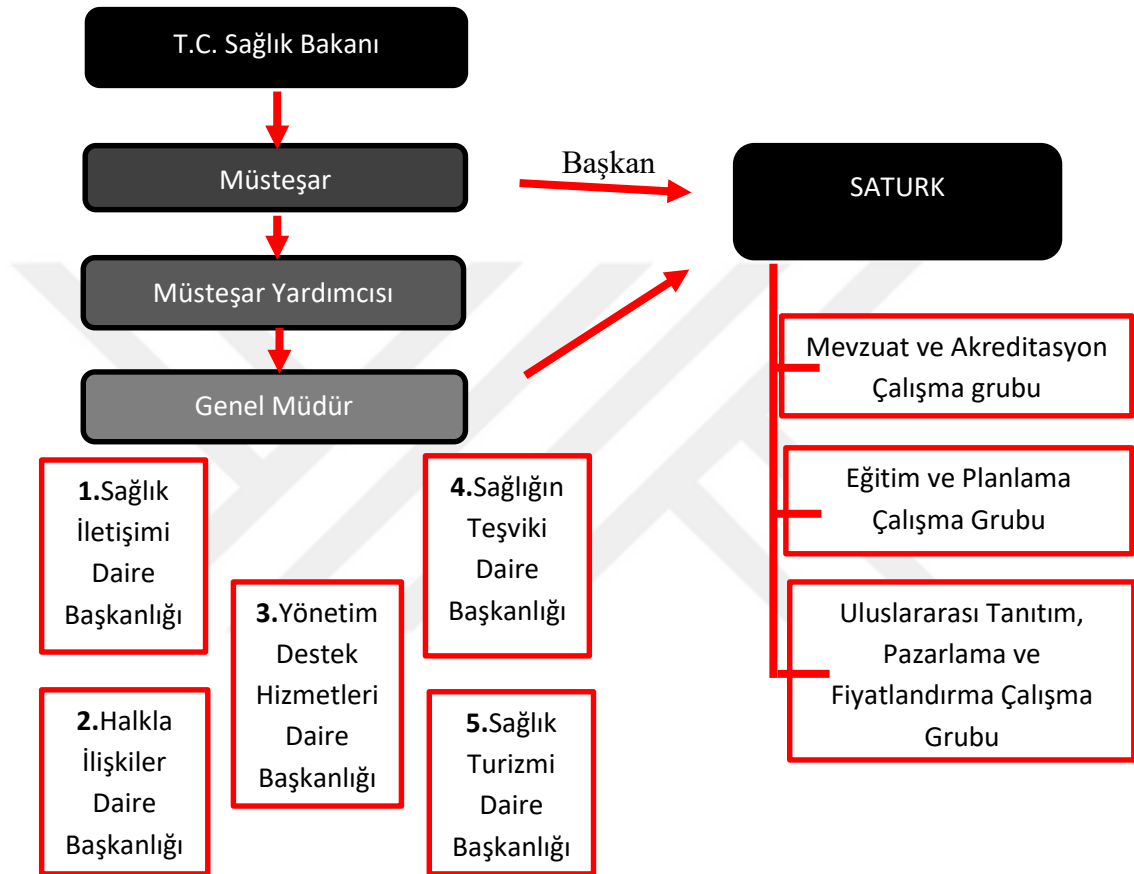 T.C. Sağlık Bakanı
Müsteşar
Başkan
SATURK
Müsteşar Yardımcısı
Genel Müdür
Mevzuat ve Akreditasyon
Çalışma grubu
Eğitim ve Planlama
Çalışma Grubu
Uluslararası Tanıtım,
Pazarlama ve
Fiyatlandırma Çalışma
Grubu
1.Sağlık
İletişimi
Daire
Başkanlığı
2.Halkla
İlişkiler
Daire
Başkanlığı
3.Yönetim
Destek
Hizmetleri
Daire
Başkanlığı
4.Sağlığın
Teşviki
Daire
Başkanlığı
5.Sağlık
Turizmi
Daire
Başkanlığı